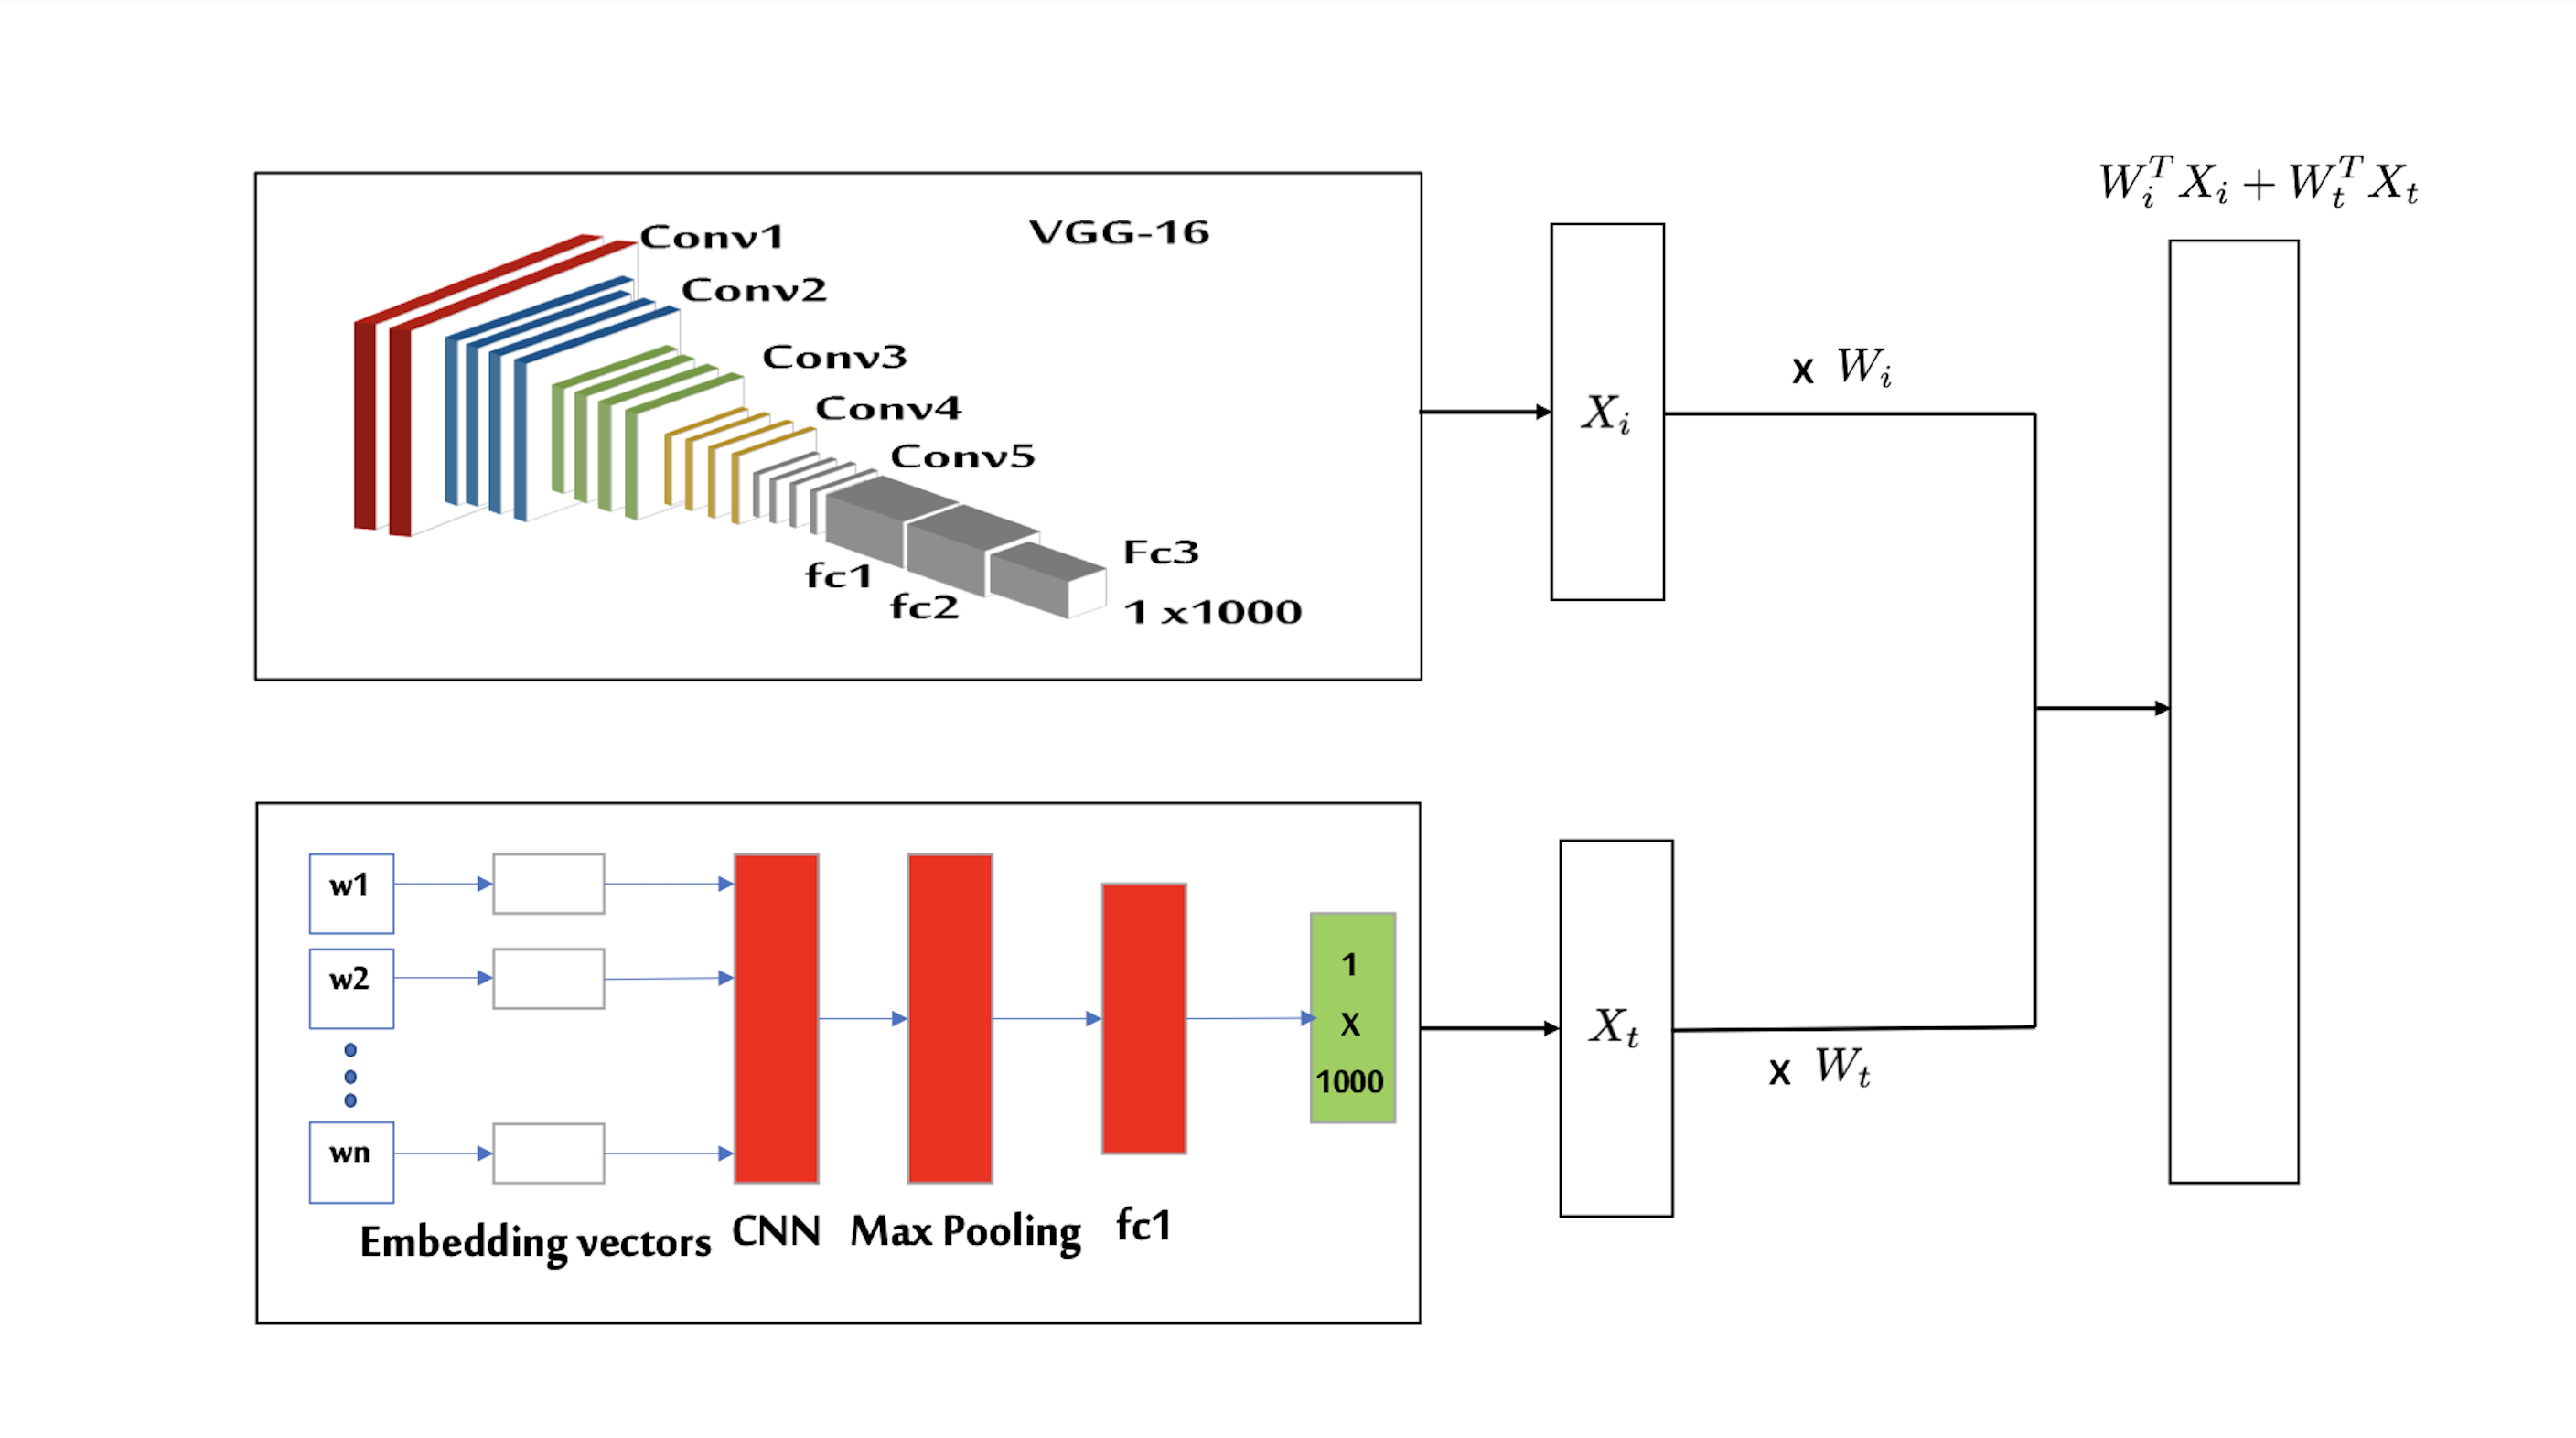 $W_i^T X_i + W_t^T X_t$
Conv1
VGG-16
Conv2
Conv3
Conv4
Conv5
fc1
fc2
Fc3
1 x1000
$X_i$
x $W_i$
w1
w2
wn
Embedding vectors
CNN
Max Pooling
fc1
1
X
1000
$X_t$
x $W_t$